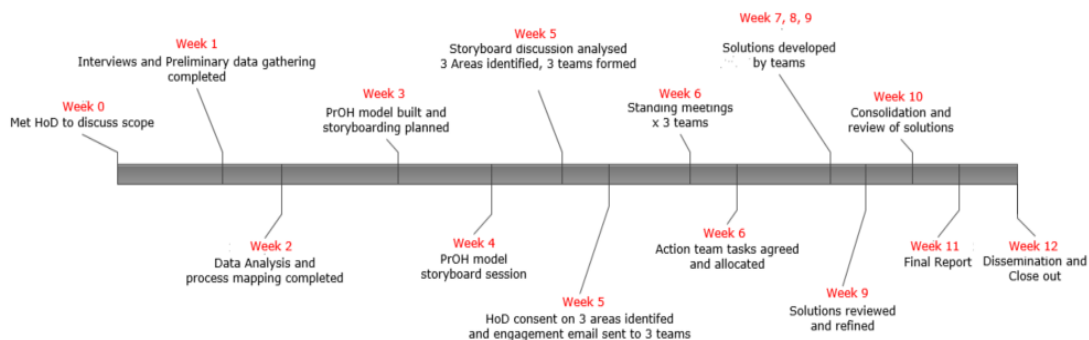 Week 0
Met HoD to discuss scope
Week 1
Interviews and Preliminary data gathering
completed
Week 2
Data Analysis and
process mapping completed
Week 3
PrOH model built and
storyboarding planned
Week 4
PrOH model
storyboard session
Week 5
Storyboard discussion analysed
3 Areas identified, 3 teams formed
Week 5
HoD consent on 3 areas identifed
and engagement email sent to 3 teams
Week 6
Standing meetings
x 3 teams
Week 6
Action team tasks agreed
and allocated
Week 7, 8, 9
Solutions developed
by teams
Week 9
Solutions reviewed
and refined
Week 10
Consolidation and
review of solutions
Week 11
Final Report
Week 12
Dissemination and
Close out